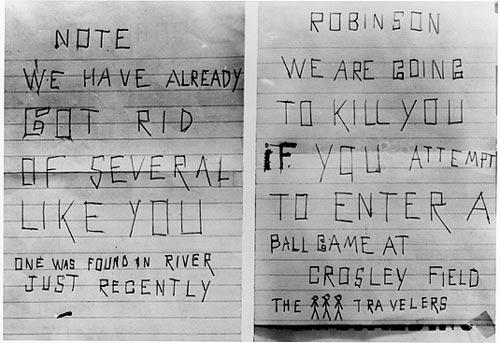 NOTE
WE HAVE ALREADY
GOT RID
OF SEVERAL
LIKE YOU
ONE WAS FOUND IN RIVER
JUST RECENTLY
ROBINSON
WE ARE GOING
TO KILL YOU
IF YOU ATTEMPT
TO ENTER A
BALL GAME AT
CROSLEY FIELD
THE TRAVELERS